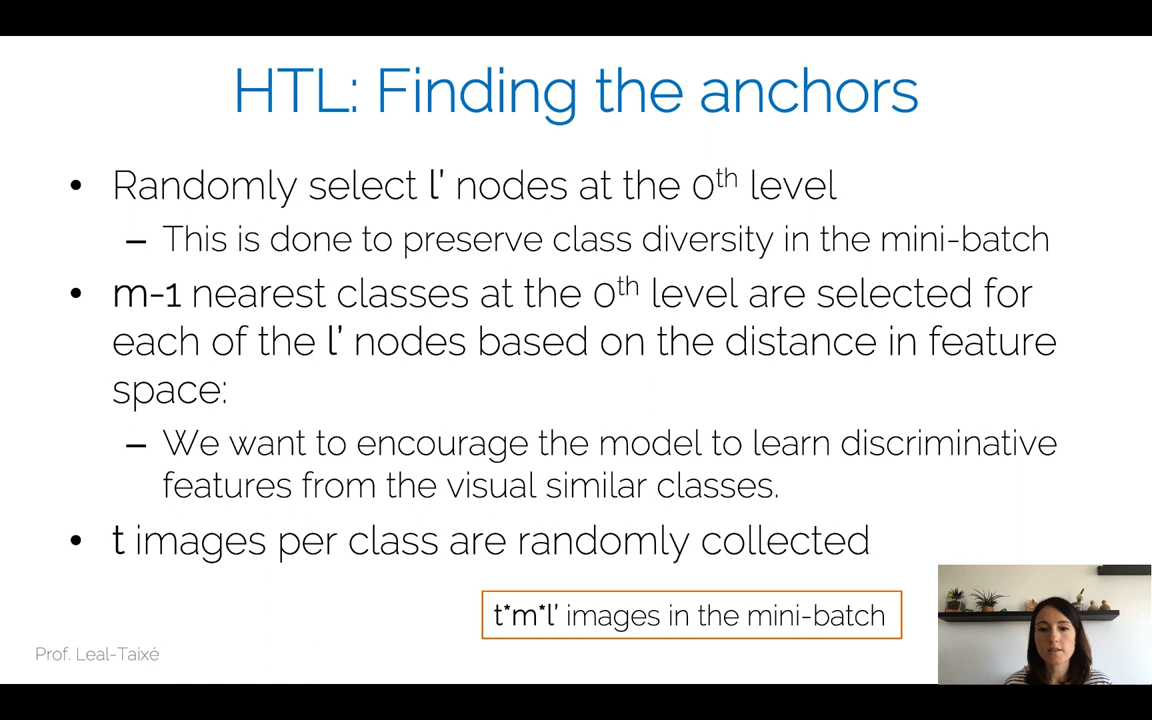 HTL: Finding the anchors
• Randomly select l' nodes at the 0th level
– This is done to preserve class diversity in the mini-batch
• m-1 nearest classes at the 0th level are selected for
each of the l' nodes based on the distance in feature
space:
– We want to encourage the model to learn discriminative
features from the visual similar classes.
• t images per class are randomly collected
t*m*l' images in the mini-batch
Prof. Leal-Taixé